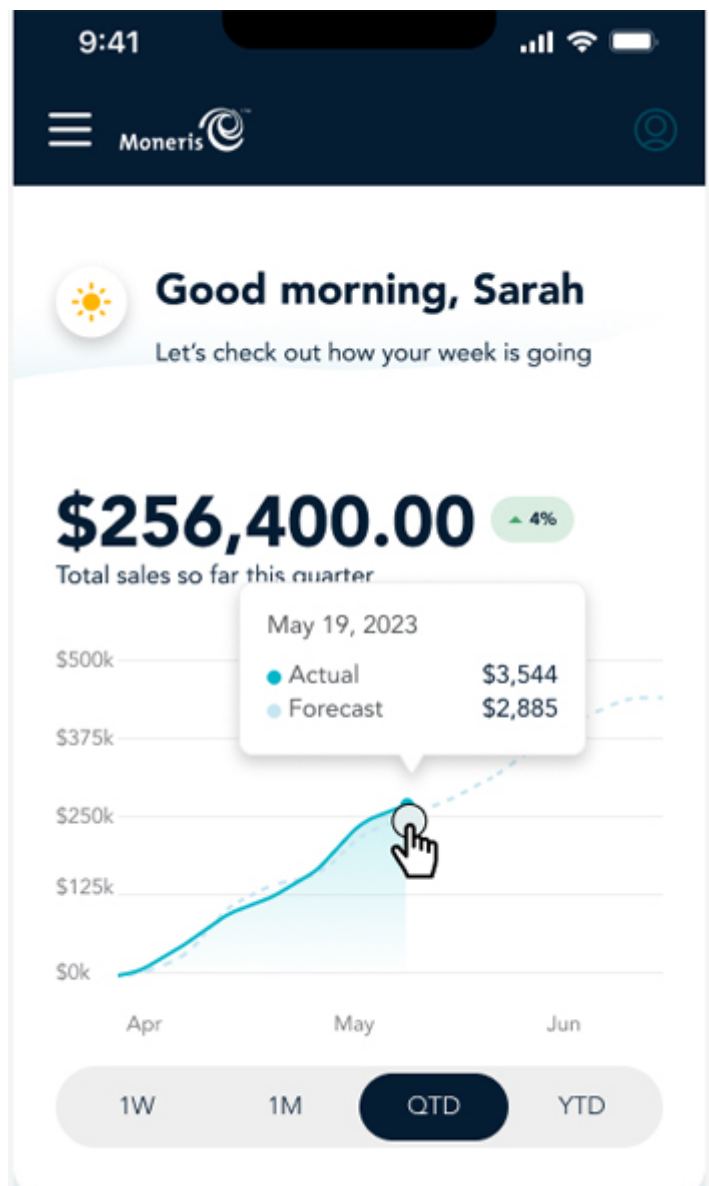 9:41
Moneris™
Good morning, Sarah
Let's check out how your week is going
$256,400.00 4%
Total sales so far this quarter
May 19, 2023
Actual $3,544
Forecast $2,885
$500k
$375k
$250k
$125k
$0k
Apr May Jun
1W 1M QTD YTD